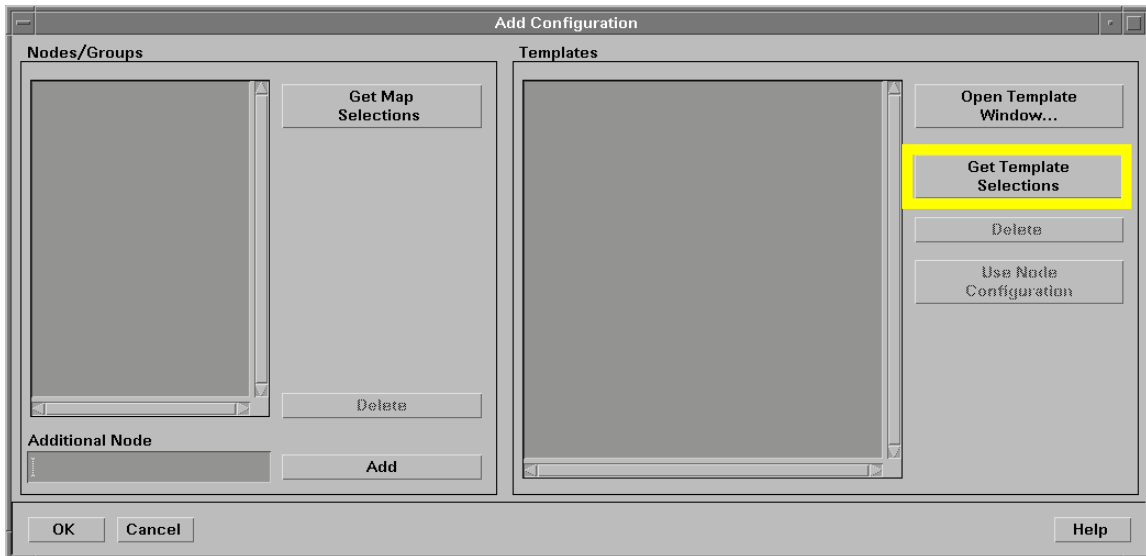 Add Configuration
Nodes/Groups
Get Map
Selections
Delete
Additional Node
Add
Templates
Open Template
Window...
Get Template
Selections
Delete
Use Node
Configuration
OK
Cancel
Help